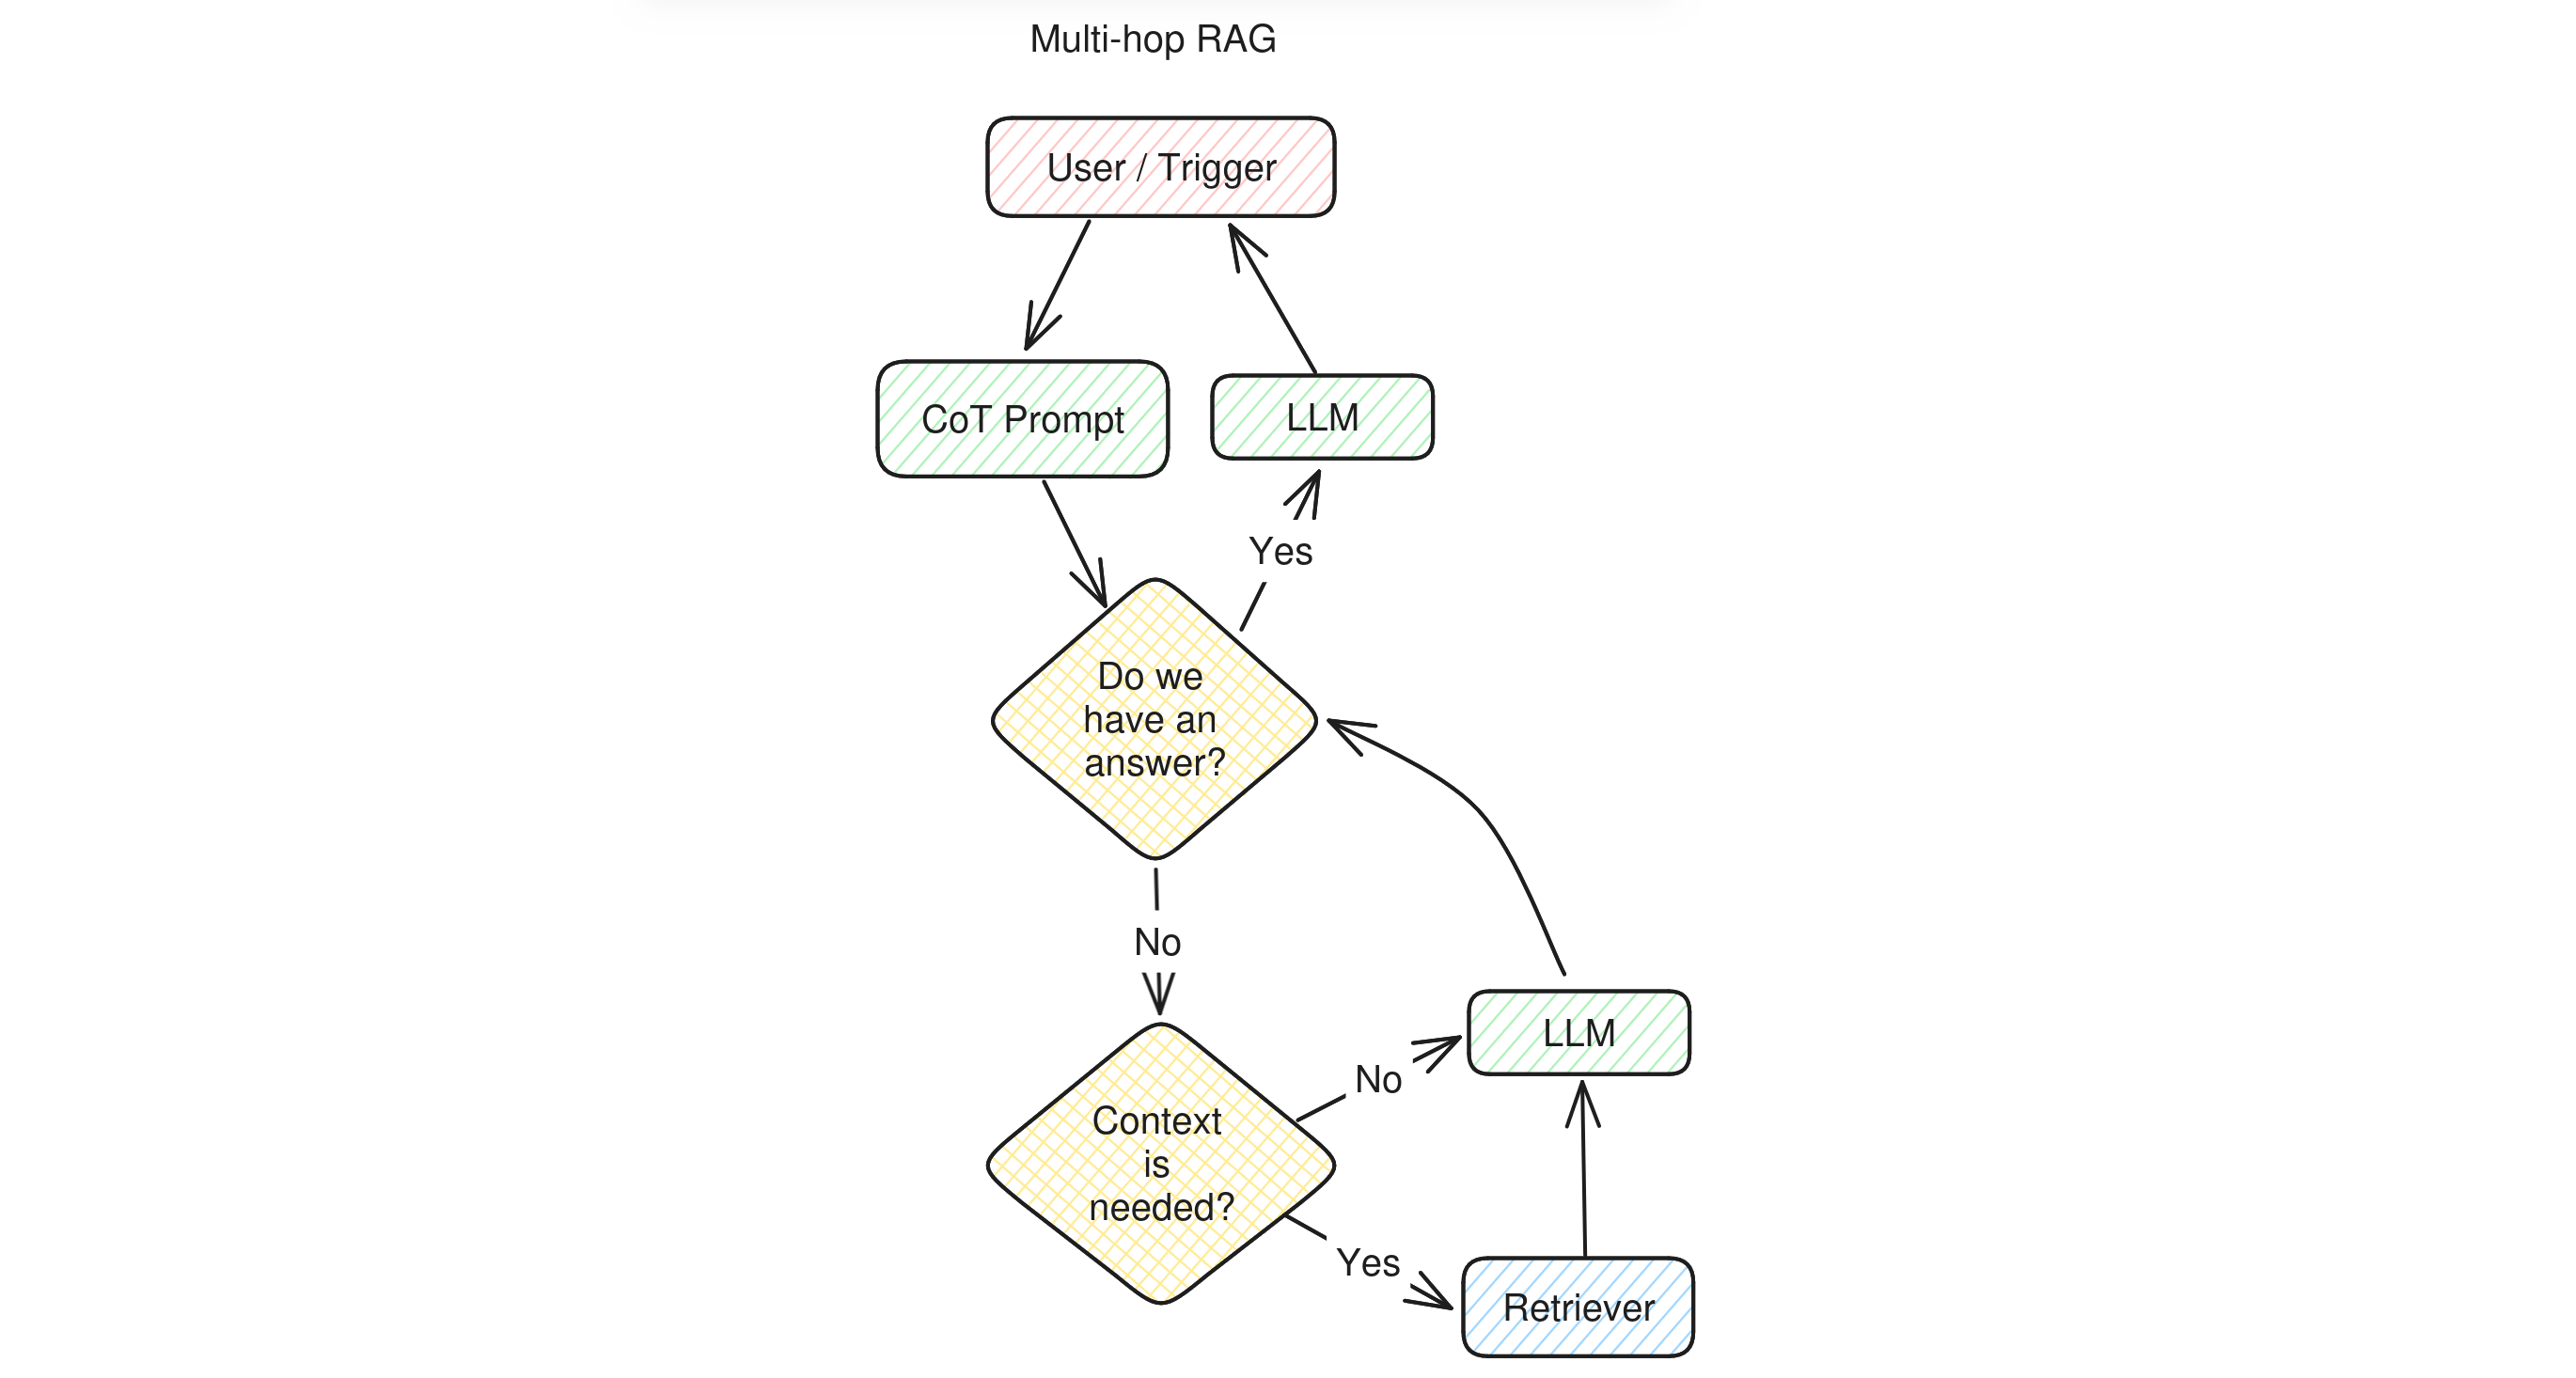 Multi-hop RAG
User / Trigger
CoT Prompt
LLM
Yes
Do we
have an
answer?
No
LLM
No
Context
is
needed?
Yes
Retriever